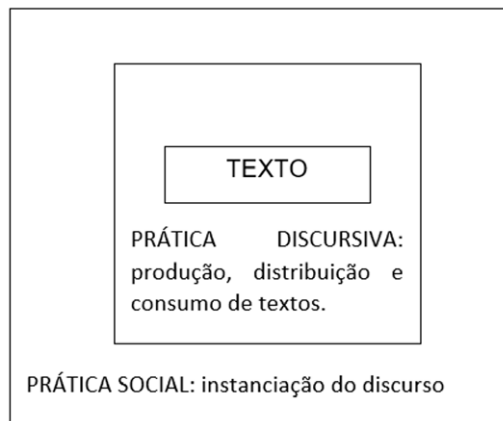 TEXTO
PRÁTICA DISCURSIVA:
produção, distribuição e
consumo de textos.
PRÁTICA SOCIAL: instanciação do discurso